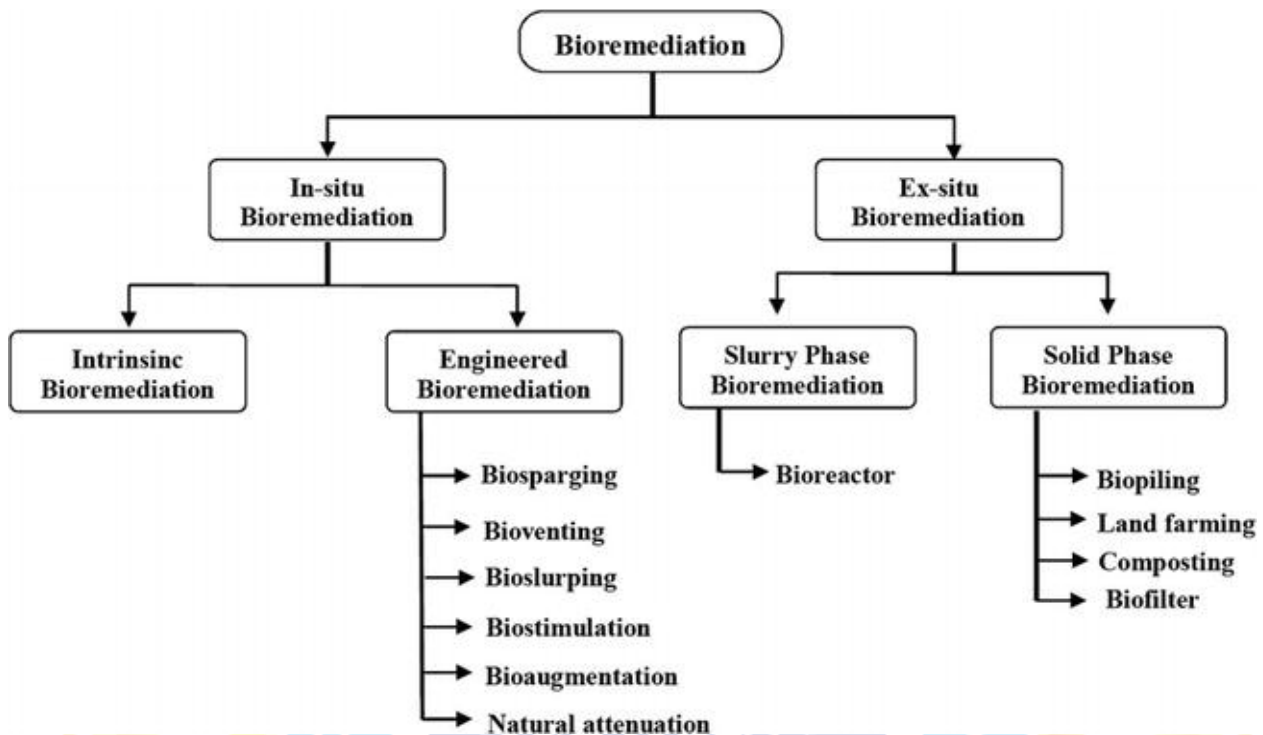 Bioremediation
In-situ
Bioremediation
Ex-situ
Bioremediation
Intrinsinc
Bioremediation
Engineered
Bioremediation
Slurry Phase
Bioremediation
Solid Phase
Bioremediation
Biosparging
Bioventing
Bioslurping
Biostimulation
Bioaugmentation
Natural attenuation
Bioreactor
Biopiling
Land farming
Composting
Biofilter